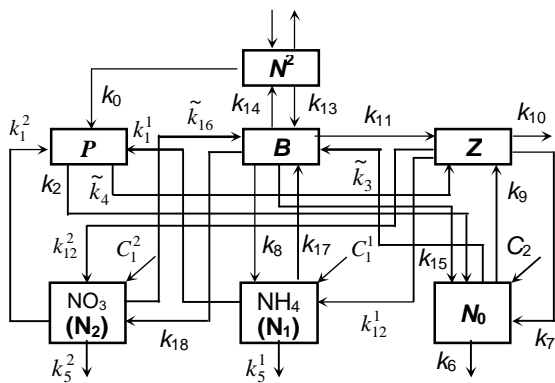 N²
k₀
k₁₄
k₁₃
k₁²
k₁¹
k̃₁₆
k₁₁
k₁₀
P
B
Z
k₂
k̃₄
k̃₃
k₉
k₁₂²
C₁²
k₈
k₁₇
C₁¹
k₁₅
C₂
NO₃
(N₂)
NH₄
(N₁)
N₀
k₁₈
k₁₂¹
k₇
k₅²
k₅¹
k₆